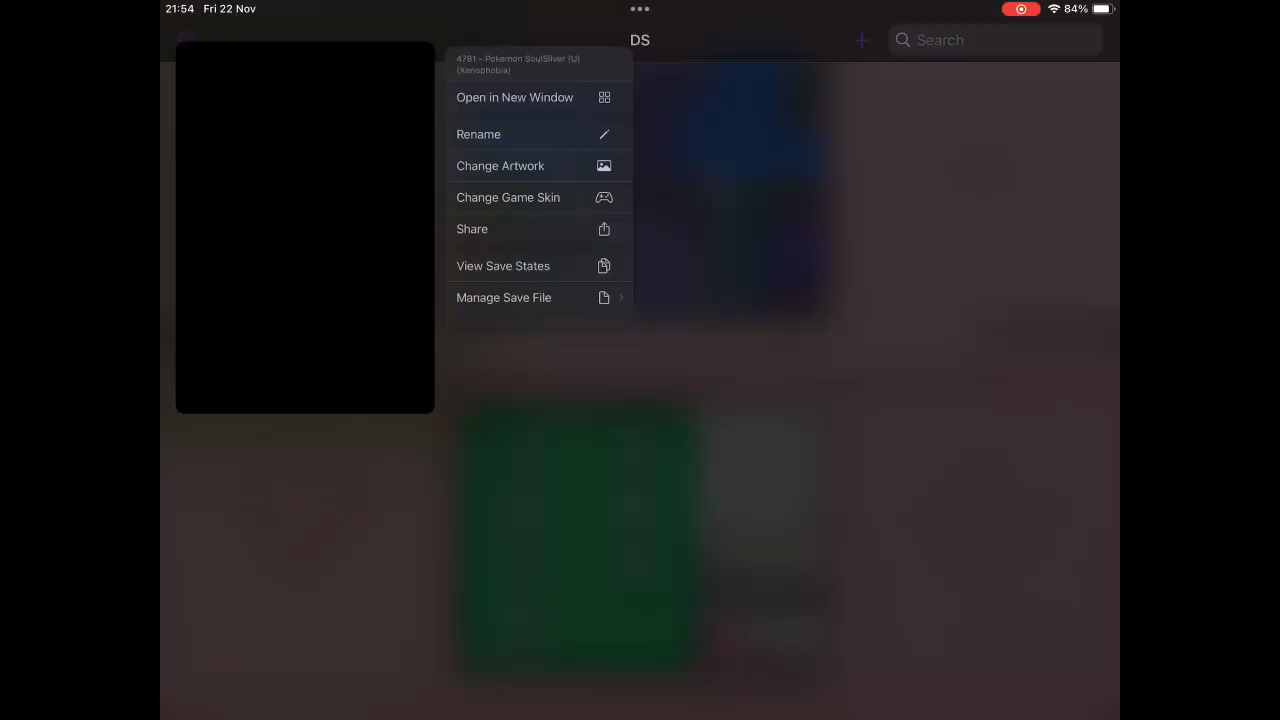 21:54 Fri 22 Nov
84%
DS
Search
4781 - Pokemon SoulSilver (U)
(Xenophobia)
Open in New Window
Rename
Change Artwork
Change Game Skin
Share
View Save States
Manage Save File